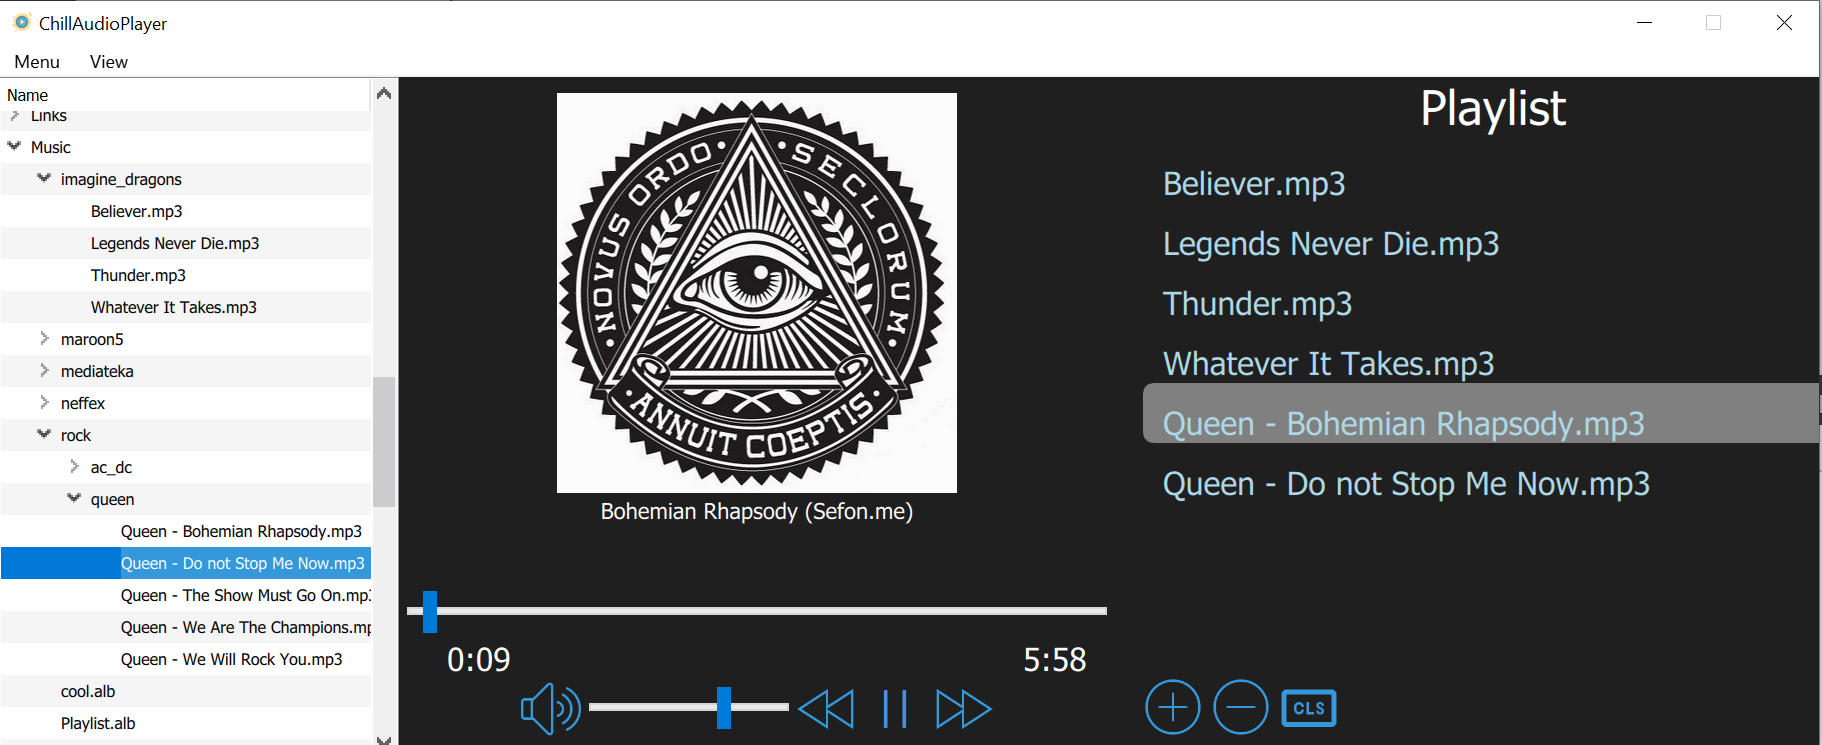 ChillAudioPlayer
Menu View
Name
Links
Music
imagine_dragons
Believer.mp3
Legends Never Die.mp3
Thunder.mp3
Whatever It Takes.mp3
maroon5
mediateka
neffex
rock
ac_dc
queen
Queen - Bohemian Rhapsody.mp3
Queen - Do not Stop Me Now.mp3
Queen - The Show Must Go On.mp3
Queen - We Are The Champions.mp
Queen - We Will Rock You.mp3
cool.alb
Playlist.alb
NOVUS ORDO SECLORUM
ANNUIT COEPTIS
Bohemian Rhapsody (Sefon.me)
0:09 5:58
Playlist
Believer.mp3
Legends Never Die.mp3
Thunder.mp3
Whatever It Takes.mp3
Queen - Bohemian Rhapsody.mp3
Queen - Do not Stop Me Now.mp3
CLS